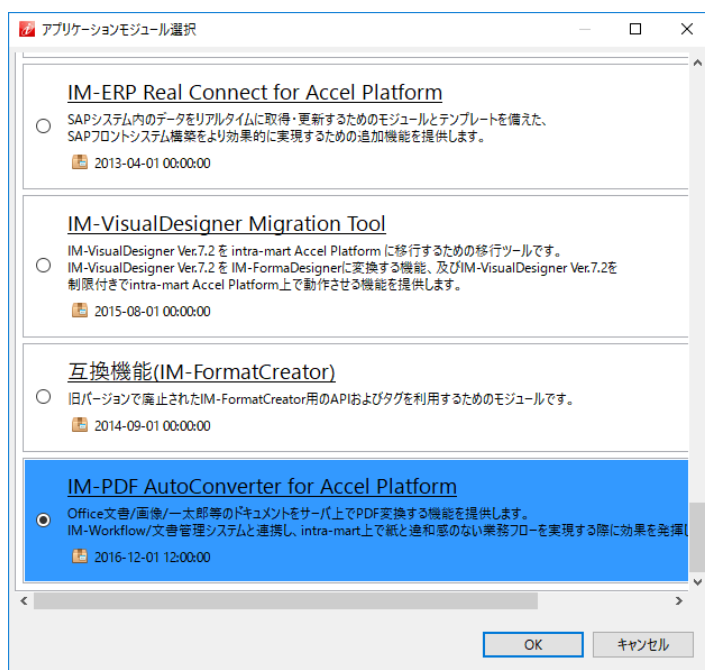 アプリケーションモジュール選択
IM-ERP Real Connect for Accel Platform
SAPシステム内のデータをリアルタイムに取得・更新するためのモジュールとテンプレートを備えた、
SAPフロントシステム構築をより効果的に実現するための追加機能を提供します。
2013-04-01 00:00:00
IM-VisualDesigner Migration Tool
IM-VisualDesigner Ver.7.2 を intra-mart Accel Platform に移行するための移行ツールです。
IM-VisualDesigner Ver.7.2 を IM-FormaDesignerに変換する機能、及びIM-VisualDesigner Ver.7.2を
制限付きでintra-mart Accel Platform上で動作させる機能を提供します。
2015-08-01 00:00:00
互換機能(IM-FormatCreator)
旧バージョンで廃止されたIM-FormatCreator用のAPIおよびタグを利用するためのモジュールです。
2014-09-01 00:00:00
IM-PDF AutoConverter for Accel Platform
Office文書/画像/一太郎等のドキュメントをサーバ上でPDF変換する機能を提供します。
IM-Workflow/文書管理システムと連携し、intra-mart上で紙と違和感のない業務フローを実現する際に効果を発揮し
2016-12-01 12:00:00
OK
キャンセル